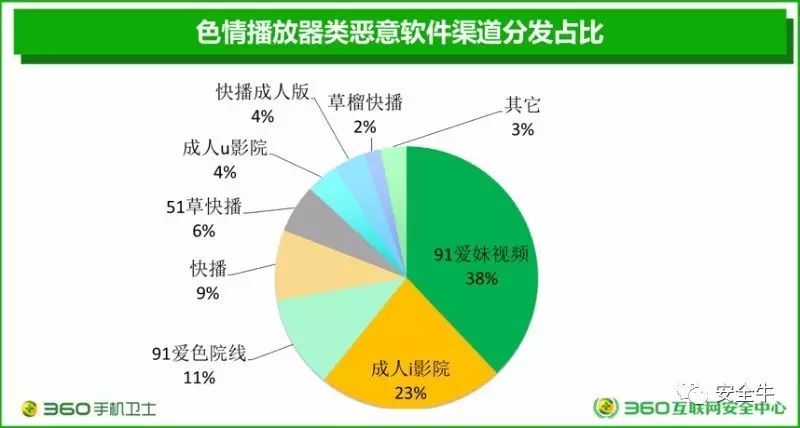 色情播放器类恶意软件渠道分发占比
快播成人版
4%
草榴快播
2%
其它
3%
成人u影院
4%
51草快播
6%
91爱妹视频
38%
快播
9%
91爱色院线
11%
成人i影院
23%
安全牛
360手机卫士
360互联网安全中心